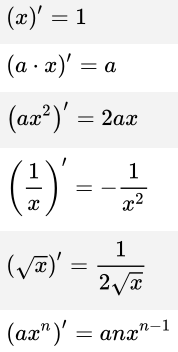 (x)′ = 1
(a · x)′ = a
(ax²)′ = 2ax
(1/x)′ = −1/x²
(√x)′ = 1/(2√x)
(axⁿ)′ = anxⁿ⁻¹